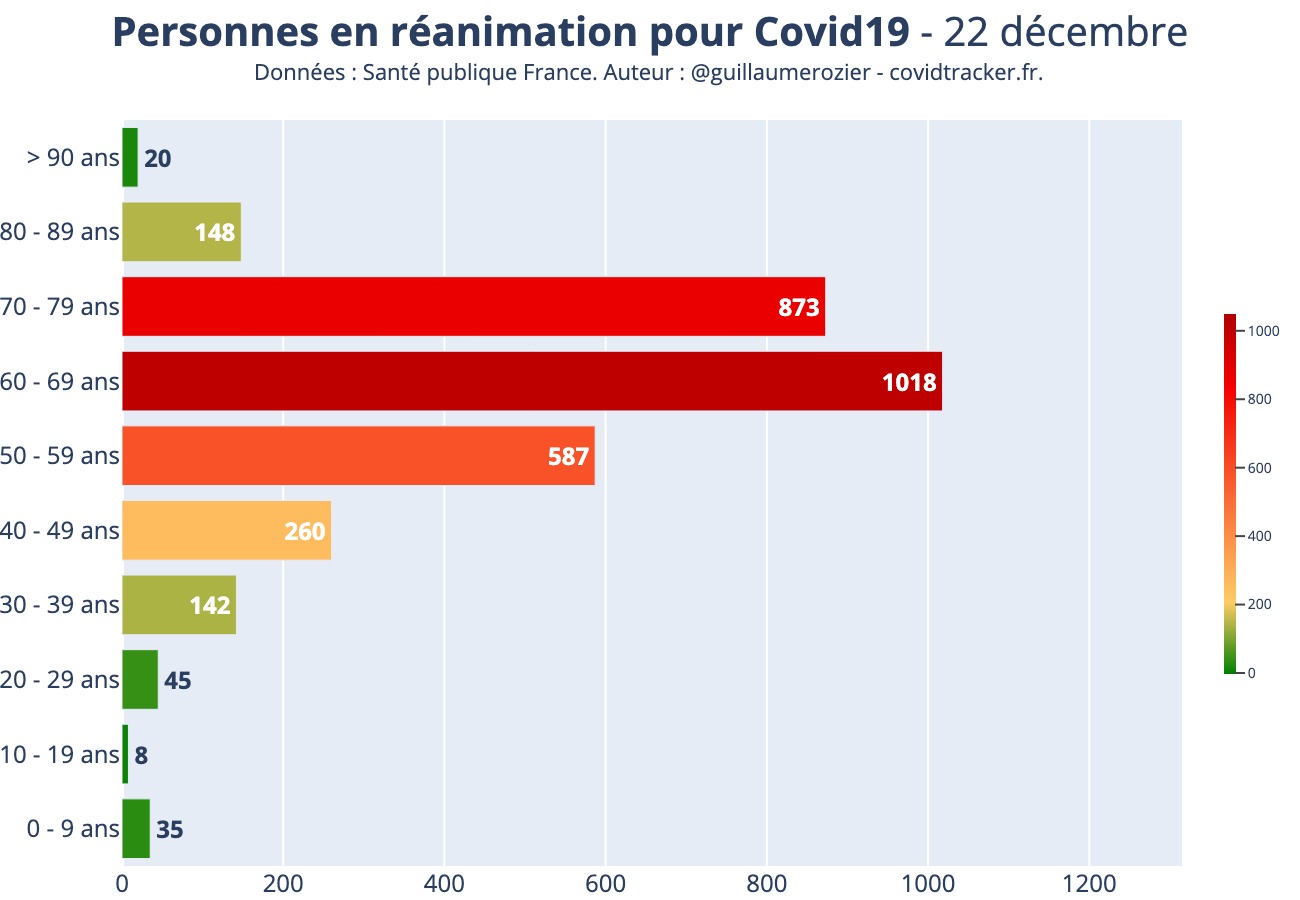 Personnes en réanimation pour Covid19 - 22 décembre
Données : Santé publique France. Auteur : @guillaumerozier - covidtracker.fr.
> 90 ans 20
80 - 89 ans 148
70 - 79 ans 873
60 - 69 ans 1018
50 - 59 ans 587
40 - 49 ans 260
30 - 39 ans 142
20 - 29 ans 45
10 - 19 ans 8
0 - 9 ans 35
0 200 400 600 800 1000 1200
1000
800
600
400
200
0